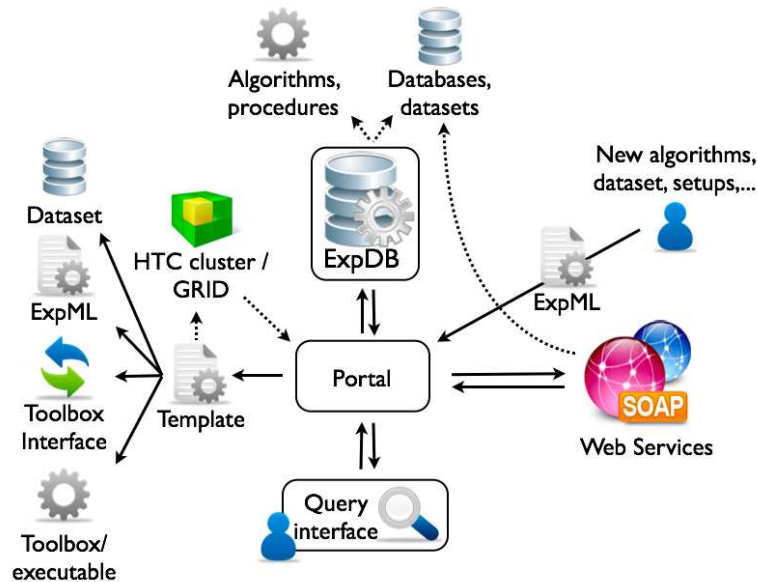 Algorithms,
procedures
Databases,
datasets
New algorithms,
dataset, setups,...
Dataset
ExpDB
HTC cluster /
GRID
ExpML
ExpML
Portal
SOAP
Toolbox
Interface
Template
Web Services
Query
interface
Toolbox/
executable